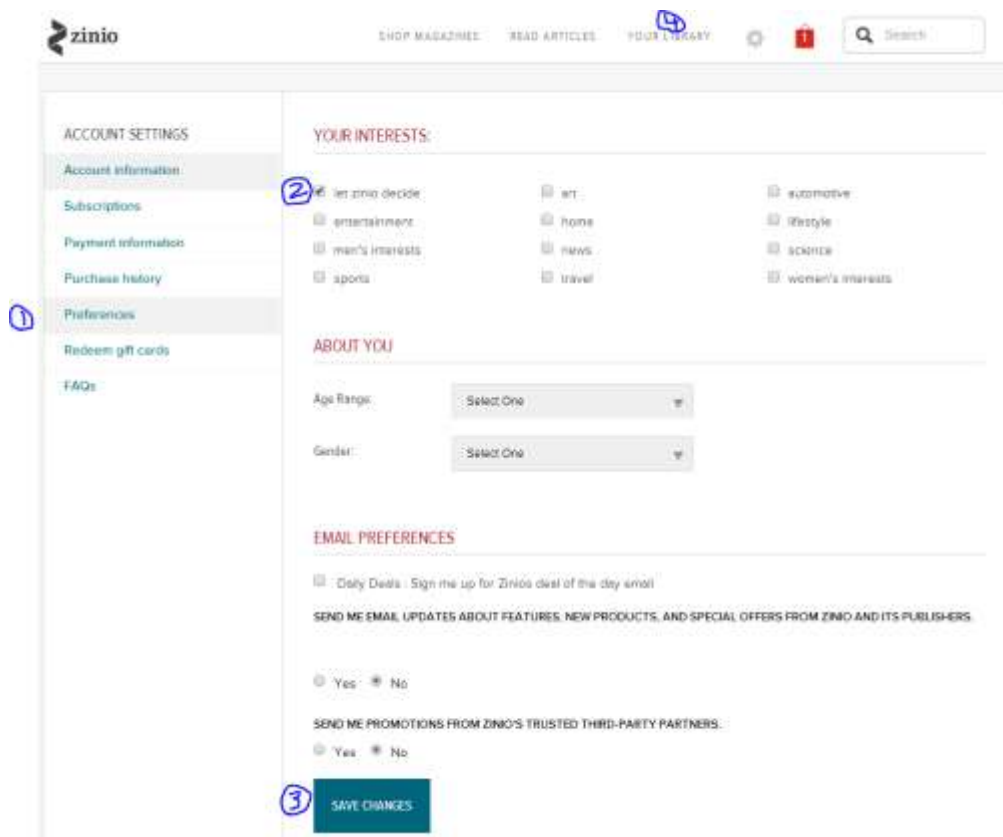 4
zinio SHOP MAGAZINES READ ARTICLES YOUR LIBRARY 1 Search
ACCOUNT SETTINGS
Account information
Subscriptions
Payment information
Purchase history
1 Preferences
Redeem gift cards
FAQs
YOUR INTERESTS:
2 let zinio decide art automotive
entertainment home lifestyle
men's interests news science
sports travel women's interests
ABOUT YOU
Age Range: Select One
Gender: Select One
EMAIL PREFERENCES
Daily Deals : Sign me up for Zinios deal of the day email
SEND ME EMAIL UPDATES ABOUT FEATURES, NEW PRODUCTS, AND SPECIAL OFFERS FROM ZINIO AND ITS PUBLISHERS.
Yes No
SEND ME PROMOTIONS FROM ZINIO'S TRUSTED THIRD-PARTY PARTNERS.
Yes No
3 SAVE CHANGES